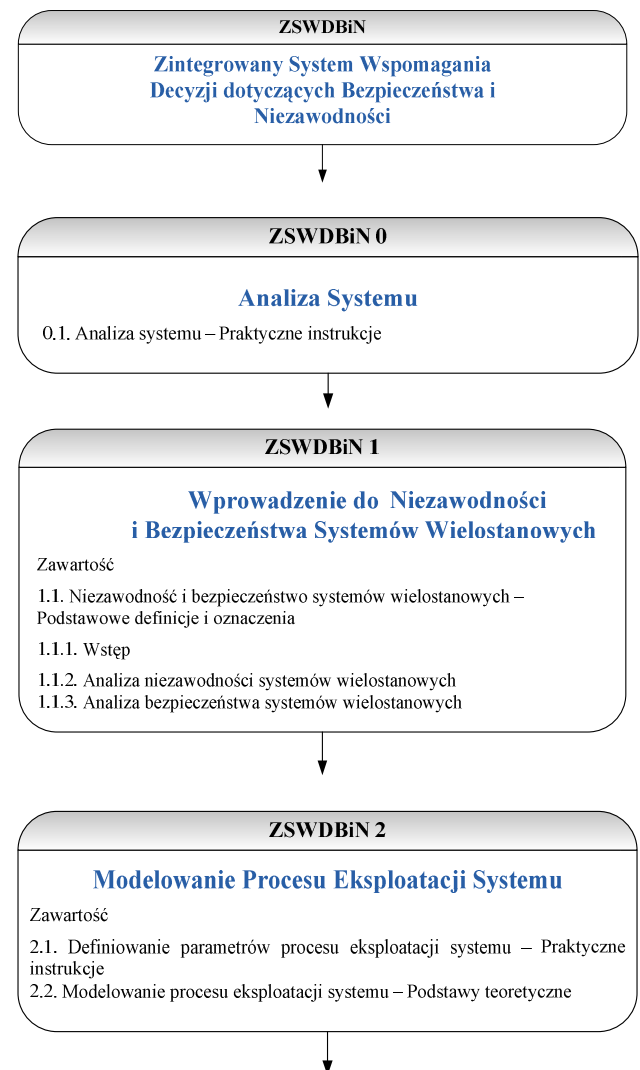 ZSWDBiN
Zintegrowany System Wspomagania
Decyzji dotyczących Bezpieczeństwa i
Niezawodności
ZSWDBiN 0
Analiza Systemu
0.1. Analiza systemu – Praktyczne instrukcje
ZSWDBiN 1
Wprowadzenie do Niezawodności
i Bezpieczeństwa Systemów Wielostanowych
Zawartość
1.1. Niezawodność i bezpieczeństwo systemów wielostanowych –
Podstawowe definicje i oznaczenia
1.1.1. Wstęp
1.1.2. Analiza niezawodności systemów wielostanowych
1.1.3. Analiza bezpieczeństwa systemów wielostanowych
ZSWDBiN 2
Modelowanie Procesu Eksploatacji Systemu
Zawartość
2.1. Definiowanie parametrów procesu eksploatacji systemu – Praktyczne
instrukcje
2.2. Modelowanie procesu eksploatacji systemu – Podstawy teoretyczne